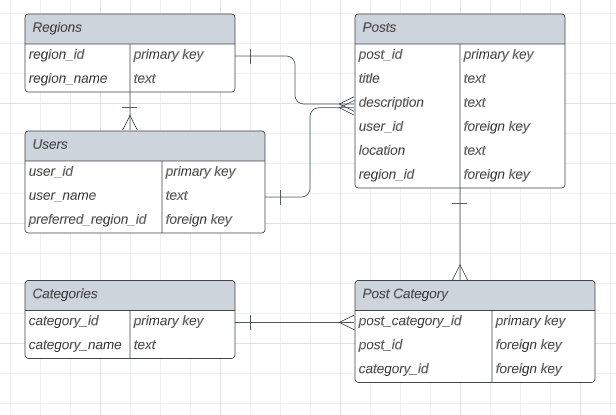 Regions
region_id primary key
region_name text
Users
user_id primary key
user_name text
preferred_region_id foreign key
Categories
category_id primary key
category_name text
Posts
post_id primary key
title text
description text
user_id foreign key
location text
region_id foreign key
Post Category
post_category_id primary key
post_id foreign key
category_id foreign key